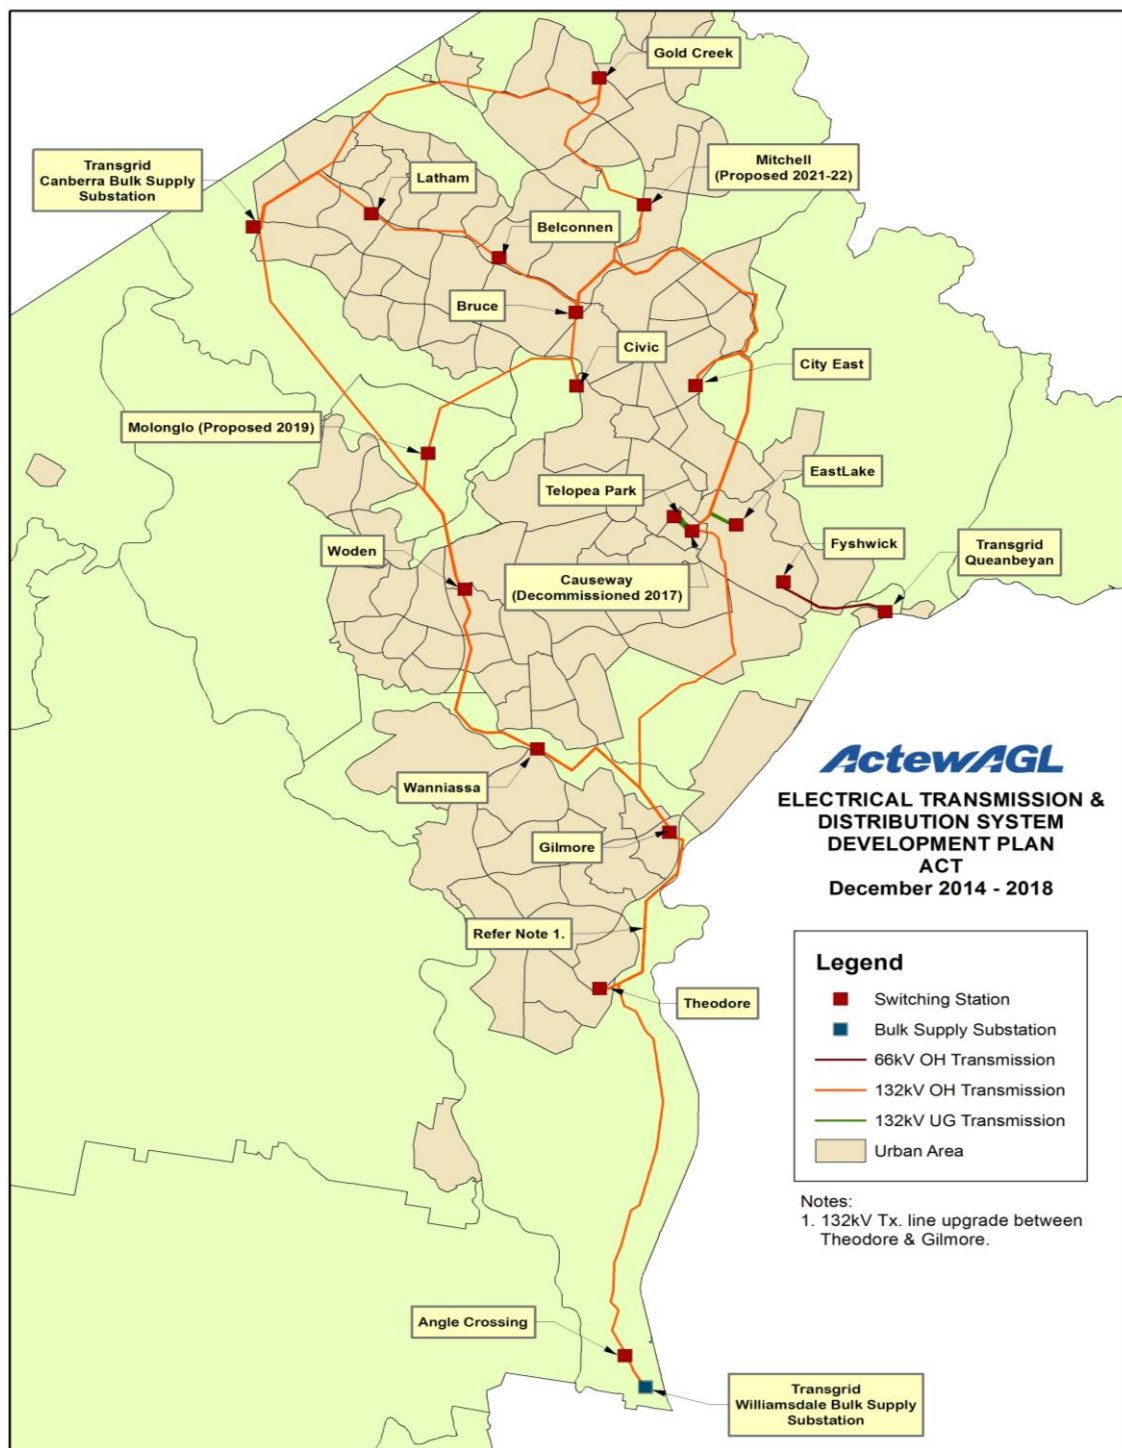 Gold Creek
Transgrid
Canberra Bulk Supply
Substation
Latham
Mitchell
(Proposed 2021-22)
Belconnen
Bruce
Civic
City East
Molonglo (Proposed 2019)
EastLake
Telopea Park
Fyshwick
Transgrid
Queanbeyan
Woden
Causeway
(Decommissioned 2017)
Wanniassa
Gilmore
Refer Note 1.
Theodore
ActewAGL
ELECTRICAL TRANSMISSION &
DISTRIBUTION SYSTEM
DEVELOPMENT PLAN
ACT
December 2014 - 2018
Legend
Switching Station
Bulk Supply Substation
66kV OH Transmission
132kV OH Transmission
132kV UG Transmission
Urban Area
Notes:
1. 132kV Tx. line upgrade between
Theodore & Gilmore.
Angle Crossing
Transgrid
Williamsdale Bulk Supply
Substation